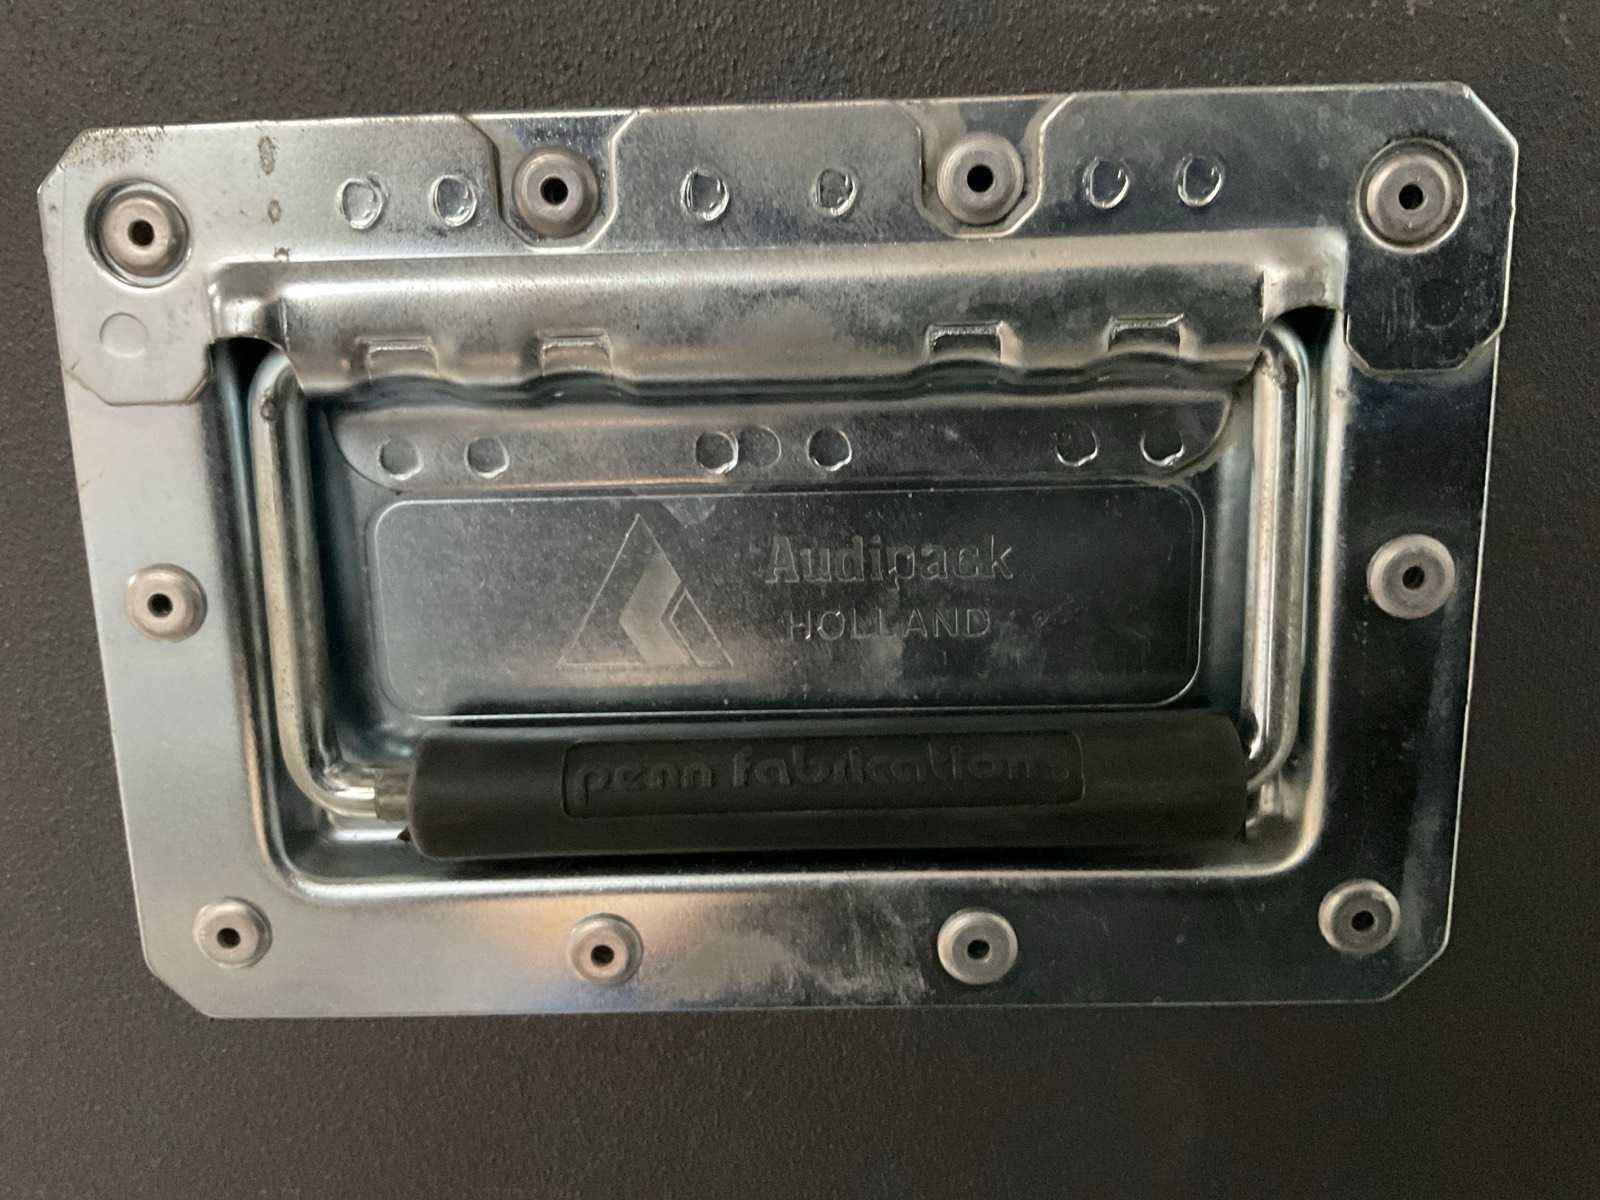 Audipack
HOLLAND
penn fabrication